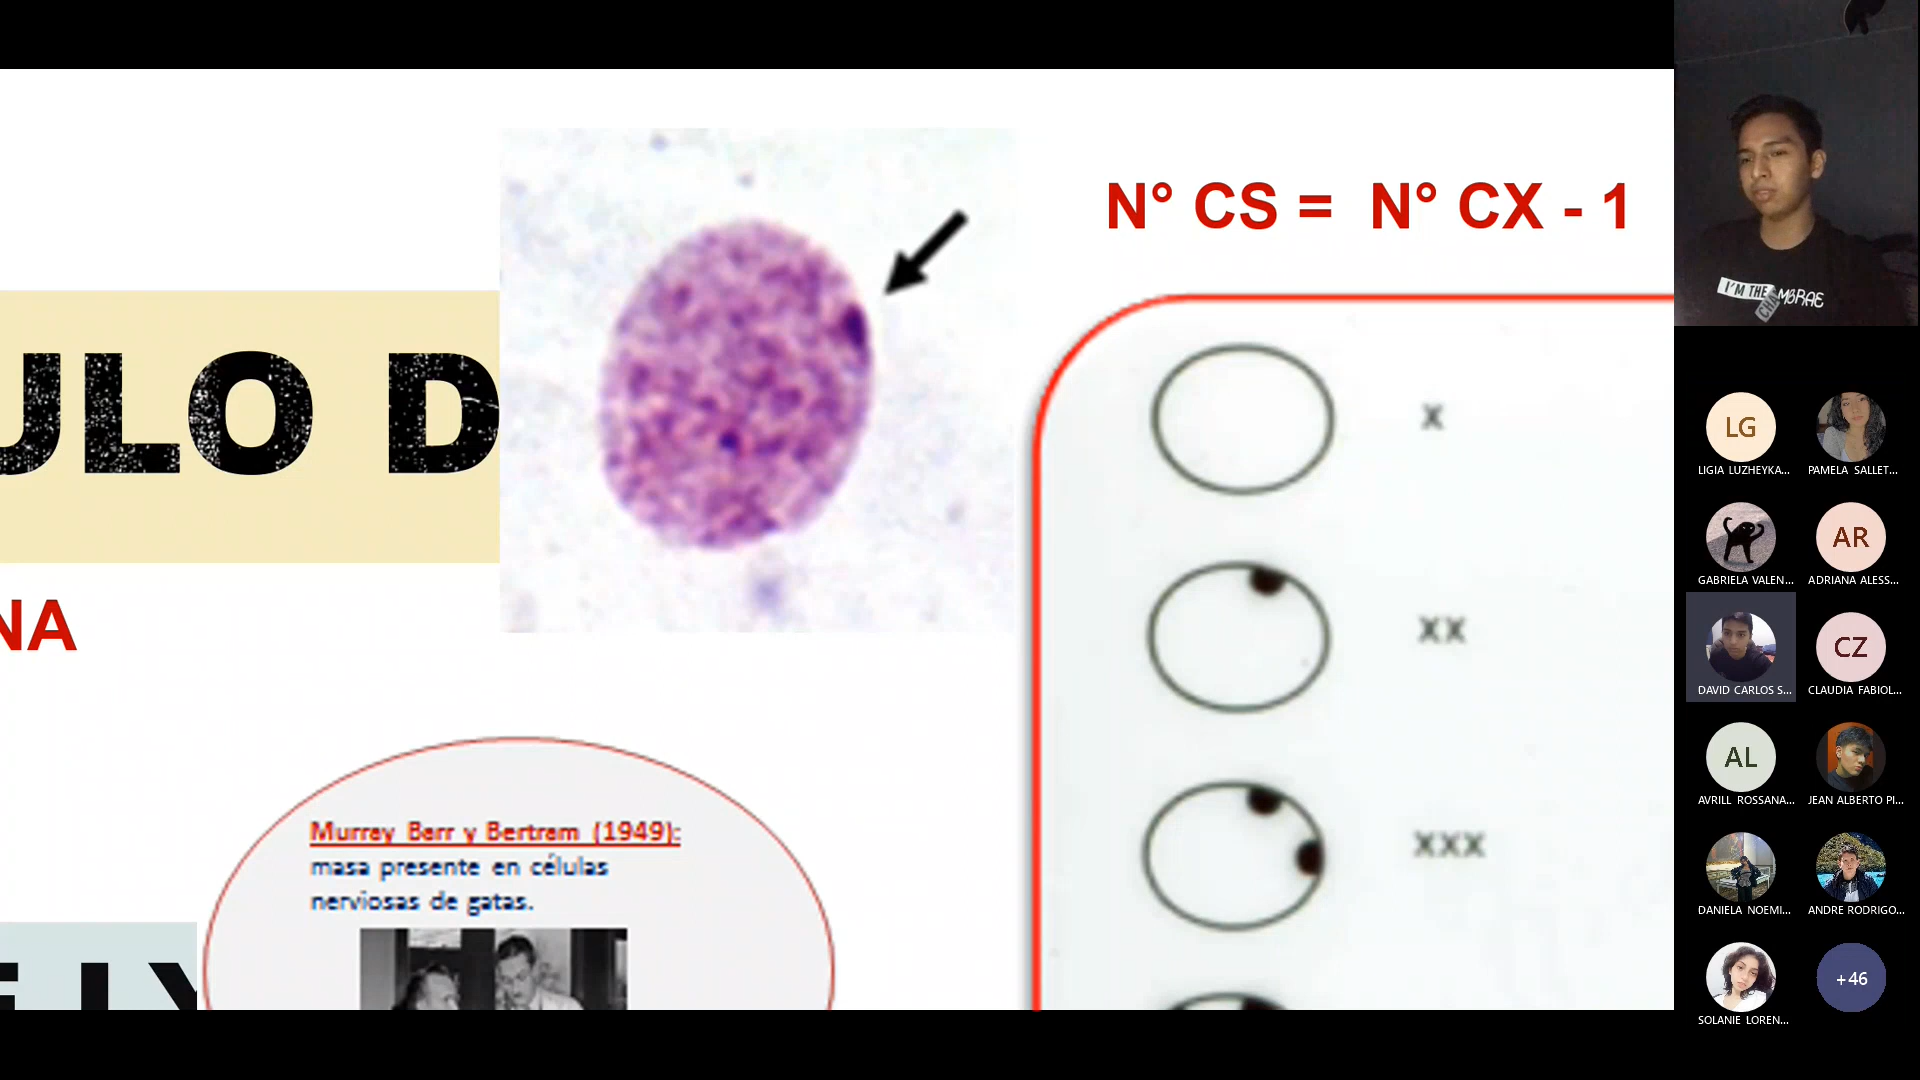 N° CS = N° CX - 1
ULO D
NA
Murray Barr y Bertram (1949):
masa presente en células
nerviosas de gatas.
X
XX
XXX
I'M THE
LIGIA LUZHEYKA...
PAMELA SALLET...
GABRIELA VALEN...
ADRIANA ALESS...
DAVID CARLOS S...
CLAUDIA FABIOL...
AVRILL ROSSANA...
JEAN ALBERTO PI...
DANIELA NOEMI...
ANDRE RODRIGO...
SOLANIE LOREN...
LG
AR
CZ
AL
+46